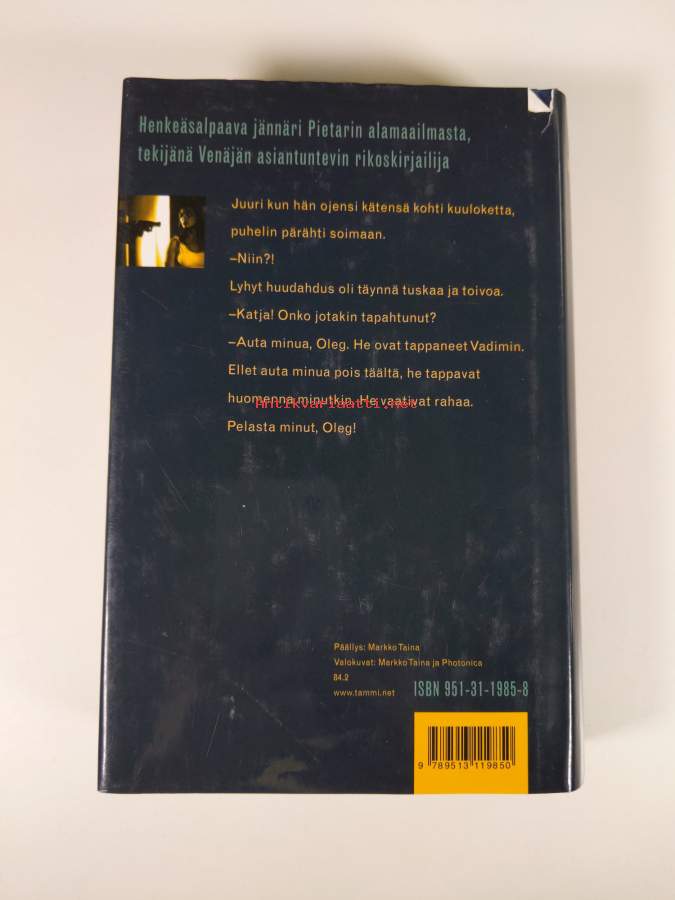 Henkeäsalpaava jännäri Pietarin alamaailmasta,
tekijänä Venäjän asiantuntevin rikoskirjailija
Juuri kun hän ojensi kätensä kohti kuuloketta,
puhelin pärähti soimaan.
–Niin?!
Lyhyt huudahdus oli täynnä tuskaa ja toivoa.
–Katja! Onko jotakin tapahtunut?
–Auta minua, Oleg. He ovat tappaneet Vadimin.
Ellet auta minua pois täältä, he tappavat
huomenna minutkin. He vaativat rahaa.
Antikvariaatti.net
Pelasta minut, Oleg!
Päällys: Markko Taina
Valokuvat: Markko Taina ja Photonica
84.2
www.tammi.net
ISBN 951-31-1985-8
9 789513 119850